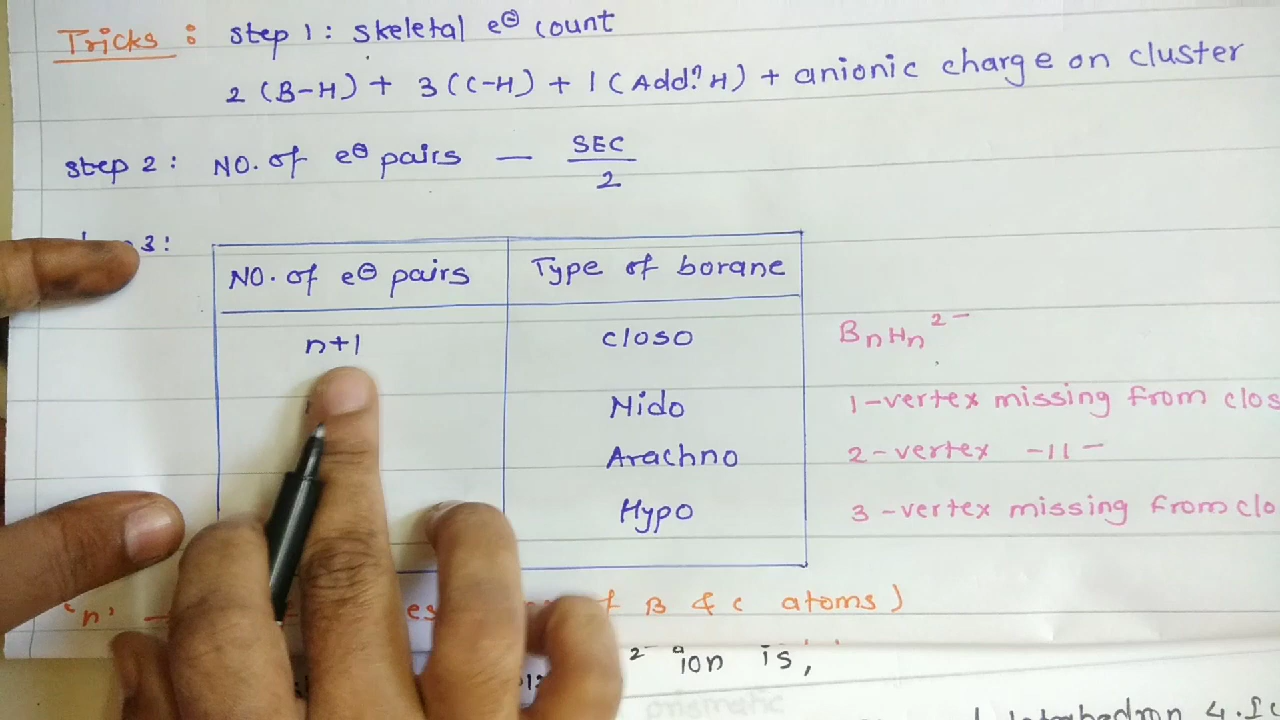 Tricks : step 1 : skeletal e⊖ count
2 (B-H) + 3 (C-H) + 1 (Add? H) + anionic charge on cluster
step 2 : NO. of e⊖ pairs — SEC/2
3 :
NO. of e⊖ pairs Type of borane
n+1 closo BnHn2-
Nido 1-vertex missing from clos
Arachno 2-vertex -11-
Hypo 3-vertex missing from clo
'n' — B & C atoms)
2- ion is,
prismatic